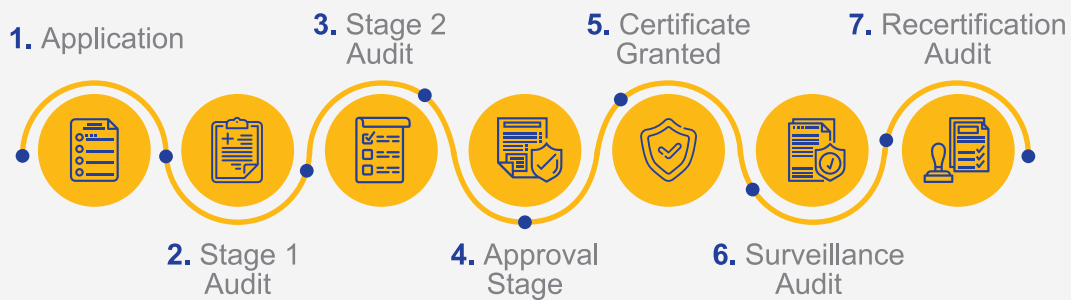 1. Application
2. Stage 1
Audit
3. Stage 2
Audit
4. Approval
Stage
5. Certificate
Granted
6. Surveillance
Audit
7. Recertification
Audit